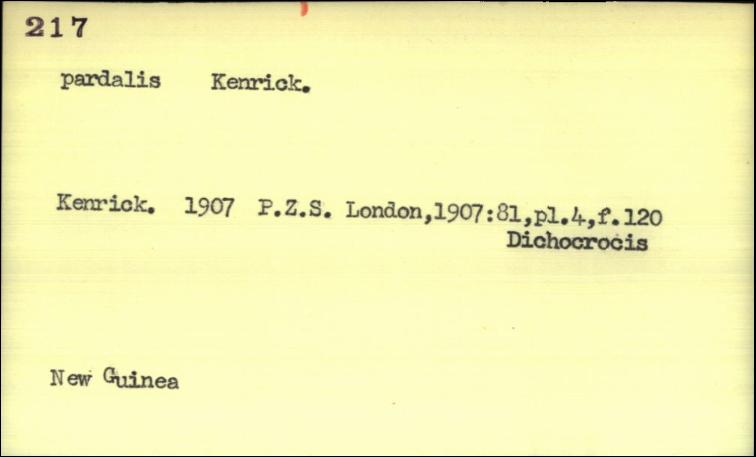 217
pardalis Kenrick.
Kenrick. 1907 P.Z.S. London,1907:81,pl.4,f.120
Dichocrocis
New Guinea